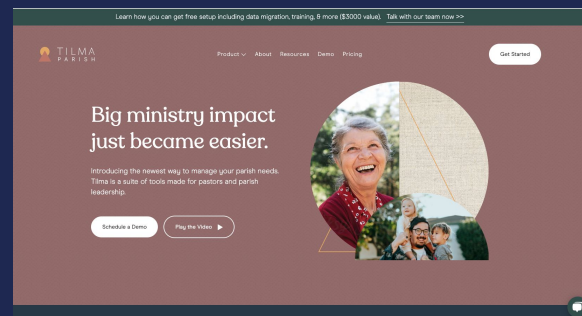 Learn how you can get free setup including data migration, training, & more ($3000 value). Talk with our team now >>
TILMA
PARISH
Product About Resources Demo Pricing
Get Started
Big ministry impact
just became easier.
Introducing the newest way to manage your parish needs.
Tilma is a suite of tools made for pastors and parish
leadership.
Schedule a Demo Play the Video